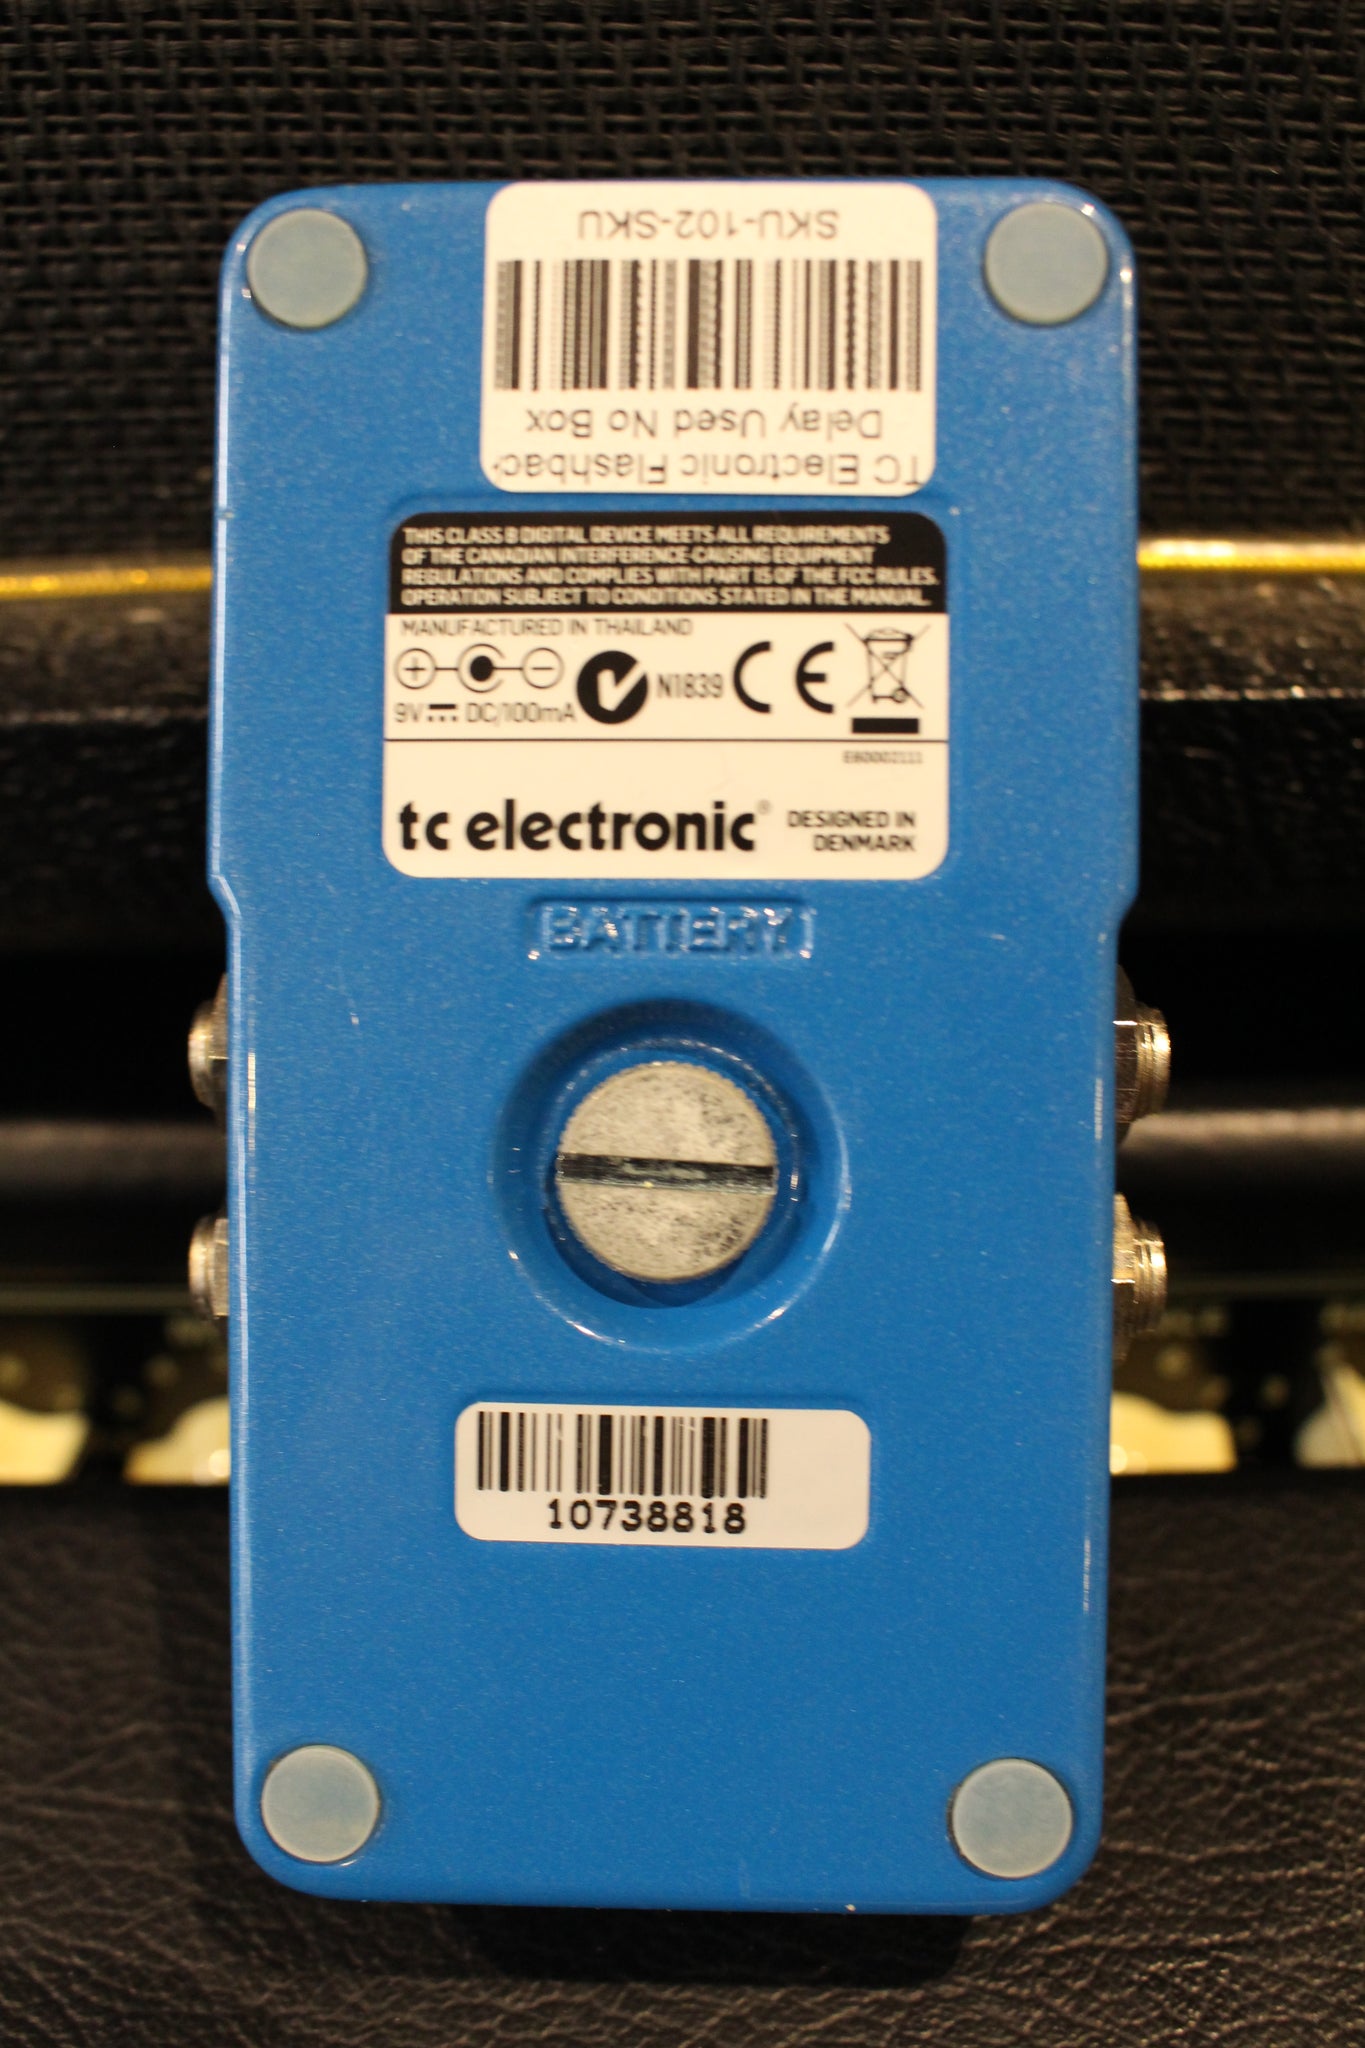 SKU-102-SKU
Delay Used No Box
TC Electronic Flashbac
THIS CLASS B DIGITAL DEVICE MEETS ALL REQUIREMENTS
OF THE CANADIAN INTERFERENCE-CAUSING EQUIPMENT
REGULATIONS AND COMPLIES WITH PART 15 OF THE FCC RULES.
OPERATION SUBJECT TO CONDITIONS STATED IN THE MANUAL.
MANUFACTURED IN THAILAND
N1839 CE
9V DC/100mA
E60002111
tc electronic® DESIGNED IN
DENMARK
BATTERY
10738818